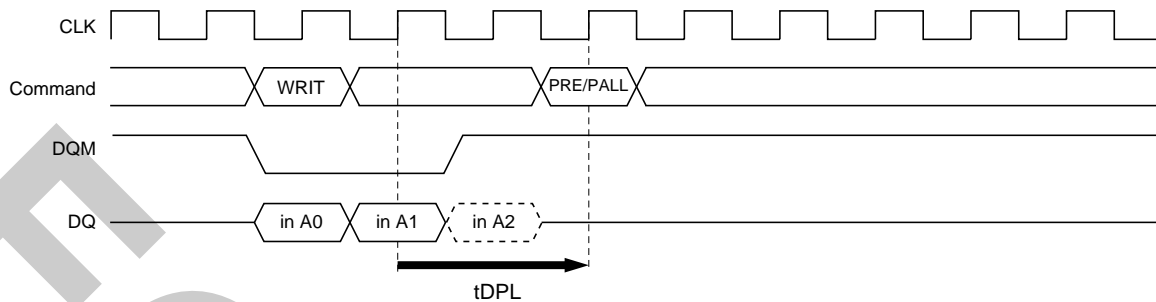 CLK
Command WRIT PRE/PALL
DQM
DQ in A0 in A1 in A2
tDPL